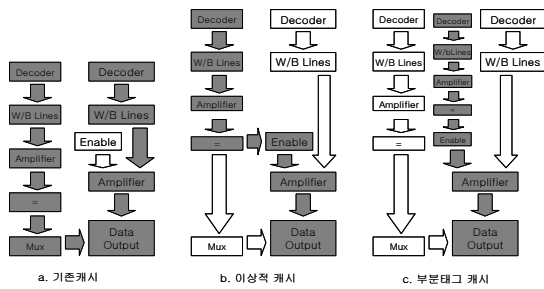 Decoder
W/B Lines
Amplifier
=
Mux
Decoder
W/B Lines
Enable
Amplifier
Data
Output
a. 기존캐시
Decoder
W/B Lines
Amplifier
=
Mux
Decoder
W/B Lines
Enable
Amplifier
Data
Output
b. 이상적 캐시
Decoder
W/B Lines
Amplifier
=
Mux
Decoder
W/bLines
Amplifier
=
Enable
Decoder
W/B Lines
Amplifier
Data
Output
c. 부분태그 캐시